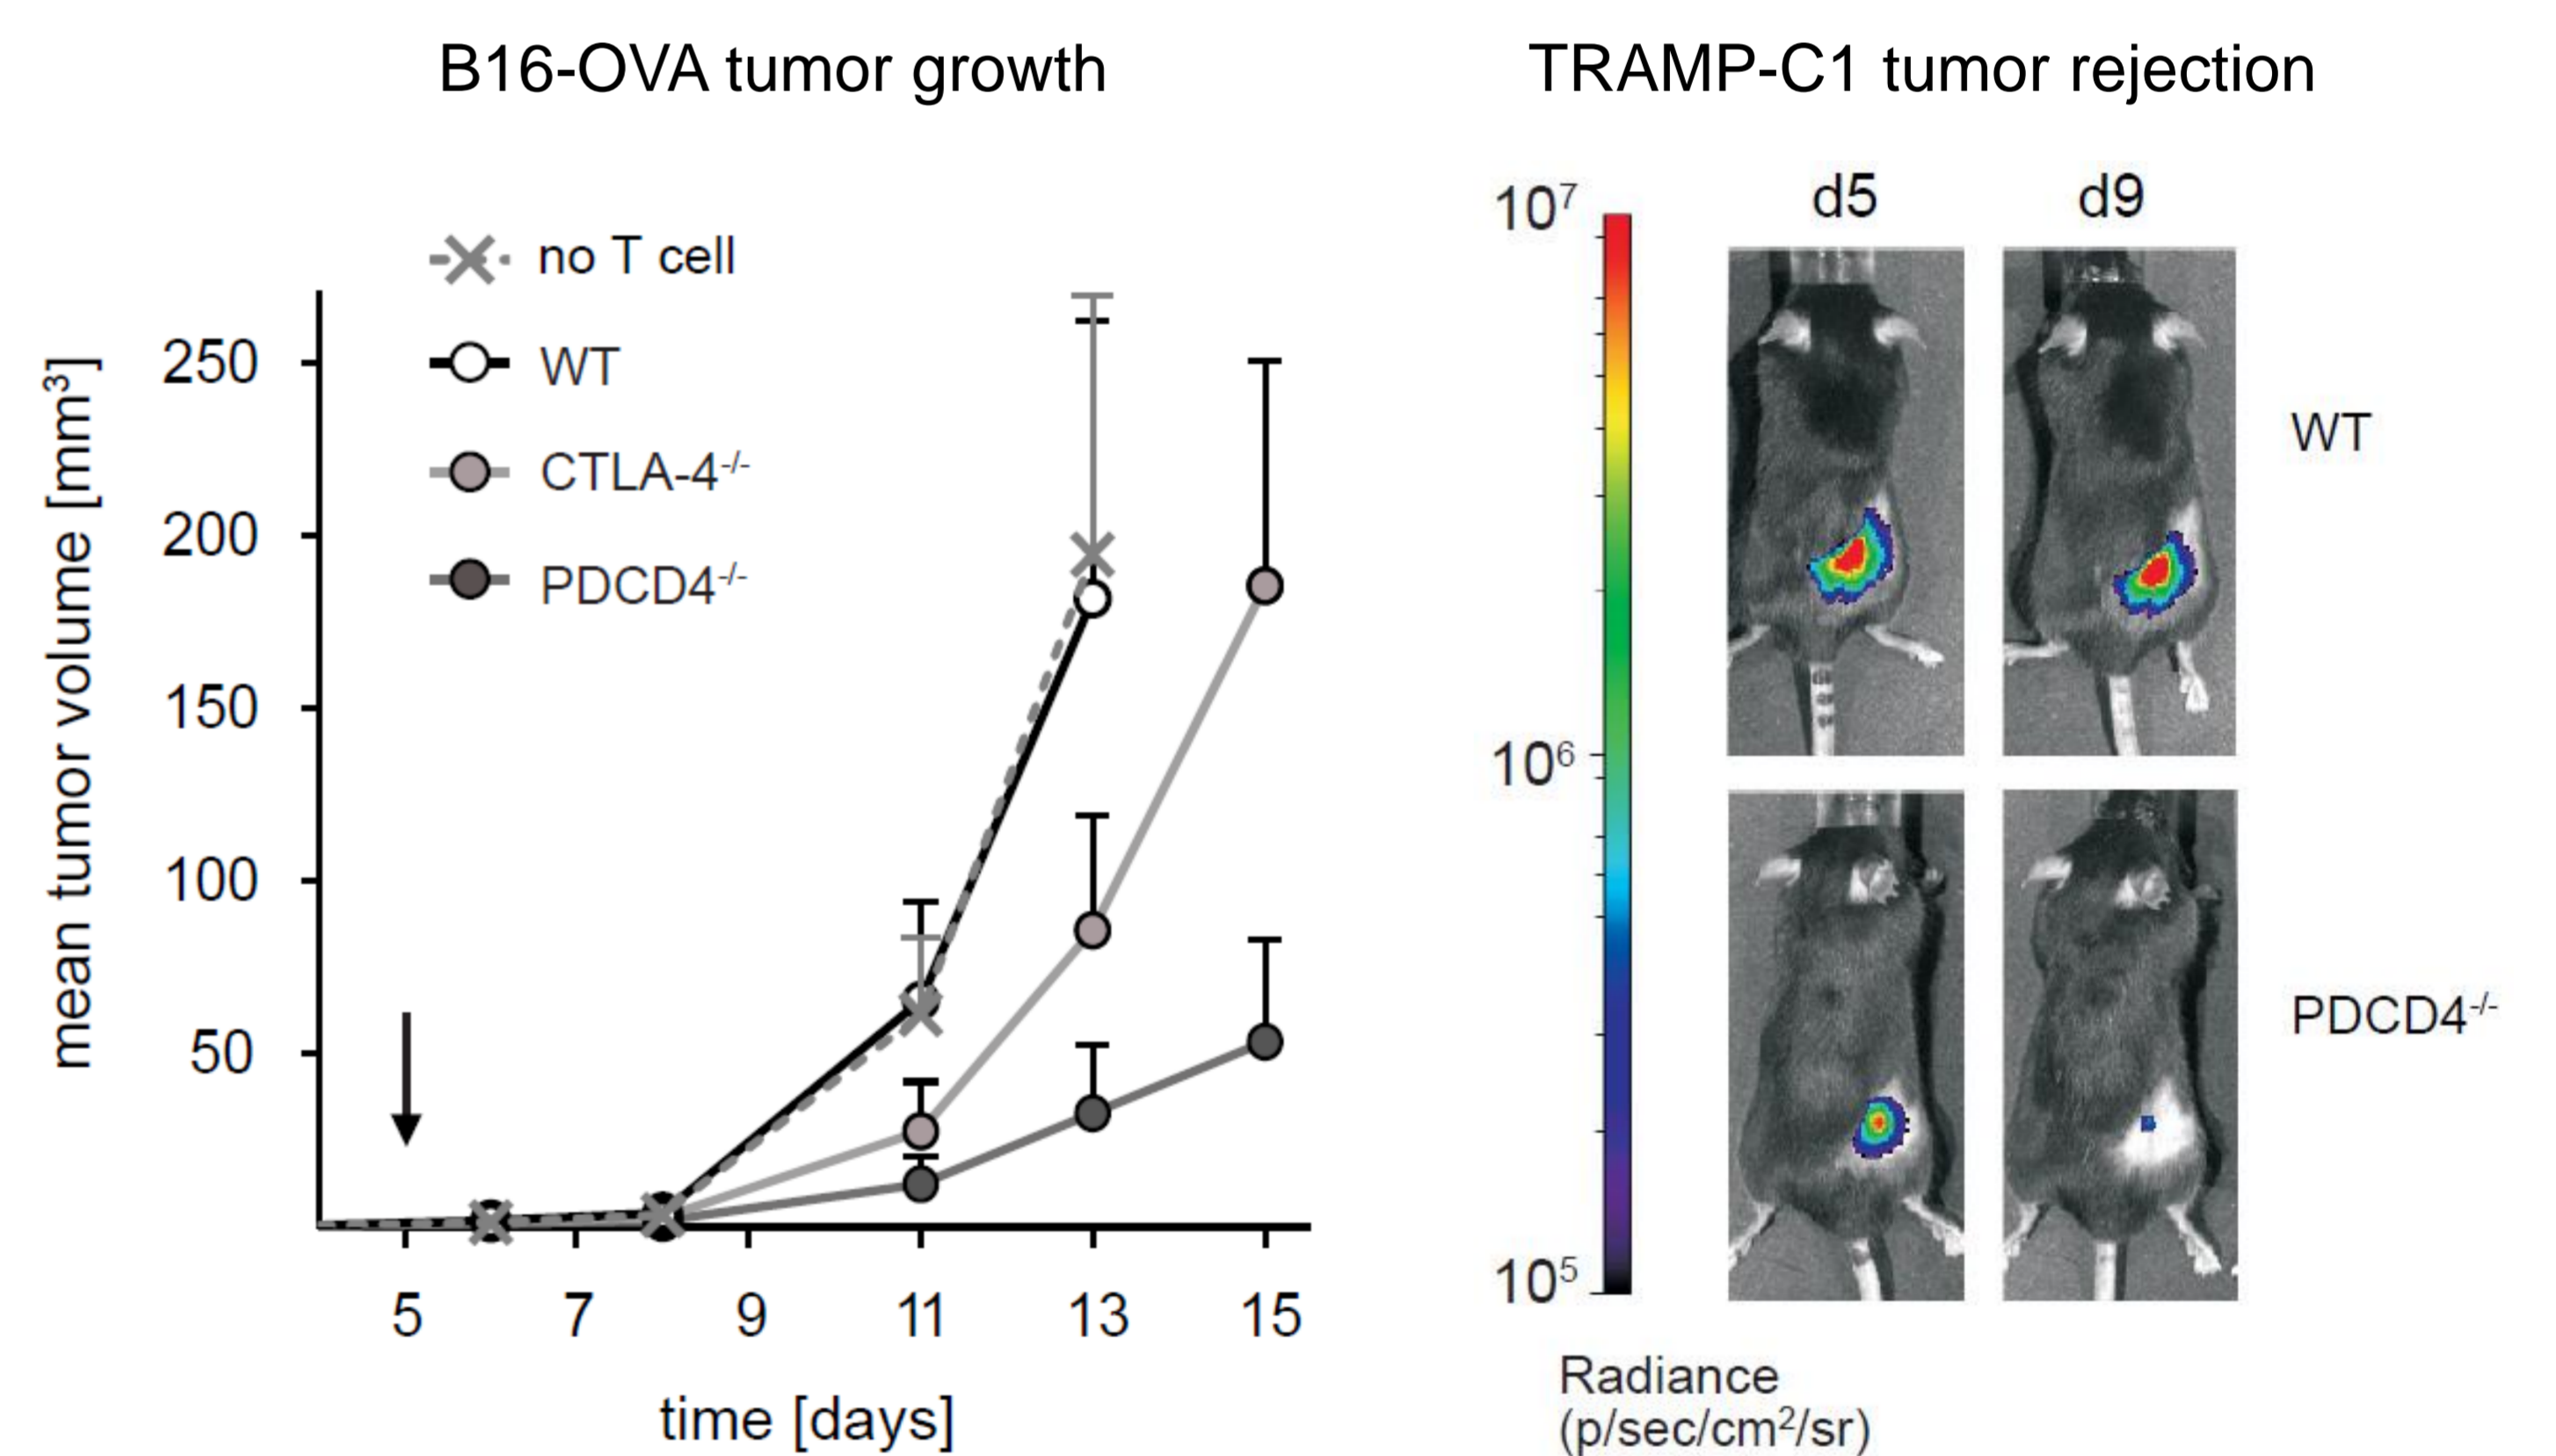 B16-OVA tumor growth
mean tumor volume [mm³]
250
200
150
100
50
no T cell
WT
CTLA-4⁻/⁻
PDCD4⁻/⁻
5 7 9 11 13 15
time [days]
TRAMP-C1 tumor rejection
10⁷
10⁶
10⁵
Radiance
(p/sec/cm²/sr)
d5 d9
WT
PDCD4⁻/⁻